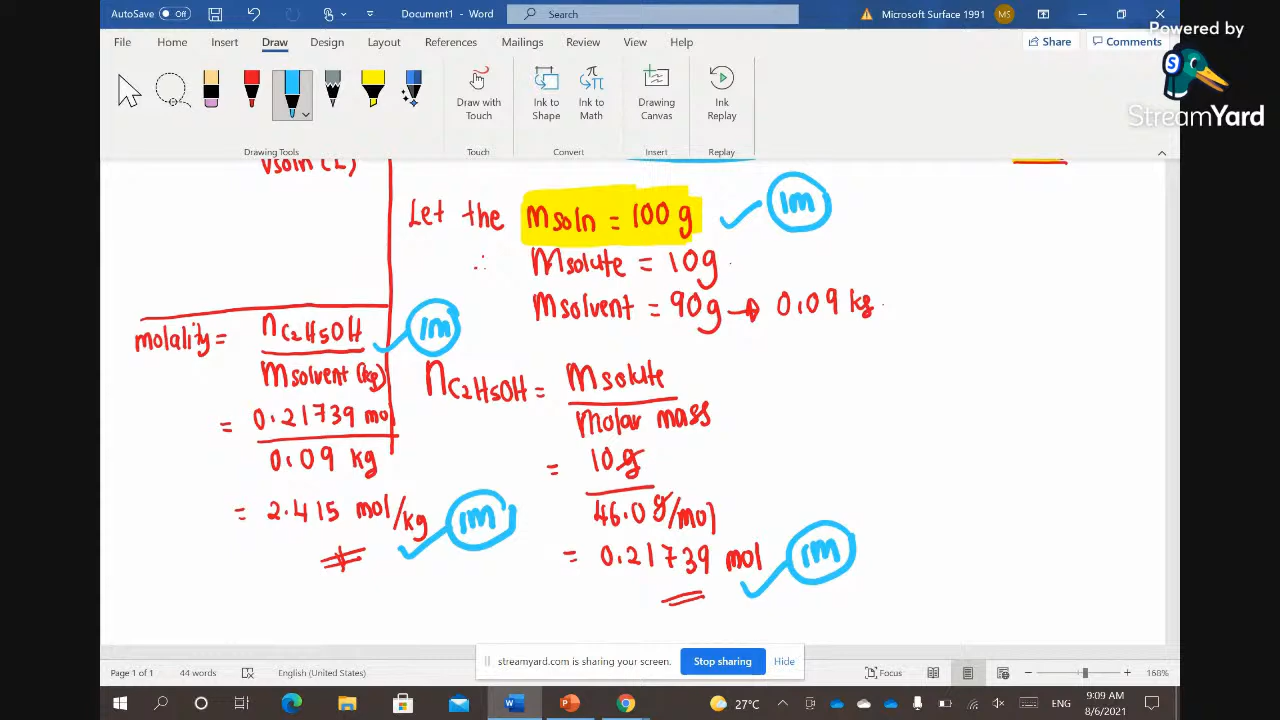 AutoSave Off Document1 - Word Search Microsoft Surface 1991 MS
Powered by
StreamYard
File Home Insert Draw Design Layout References Mailings Review View Help Share Comments
Draw with Touch
Ink to Shape
Ink to Math
Drawing Canvas
Ink Replay
Drawing Tools Touch Convert Insert Replay
Vsoln (L)
Let the msoln = 100 g 1m
∴ msolute = 10g
msolvent = 90g → 0.09 kg
molality = nC2H5OH 1m
msolvent (kg)
= 0.21739 mol
0.09 kg
= 2.415 mol/kg 1m
nC2H5OH = msolute
molar mass
= 10g
46.0 g/mol
= 0.21739 mol 1m
streamyard.com is sharing your screen. Stop sharing Hide
Page 1 of 1 44 words English (United States) Focus 168%
27°C ENG 9:09 AM
8/6/2021